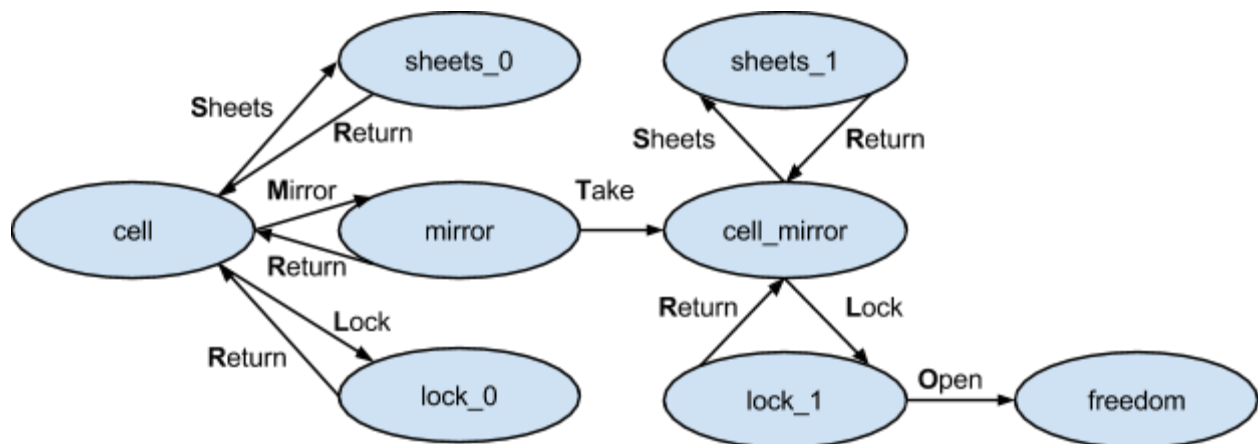 sheets_0
sheets_1
Sheets
Return
Sheets
Return
Mirror
Take
cell
mirror
cell_mirror
Return
Lock
Return
Return
Lock
Open
lock_0
lock_1
freedom